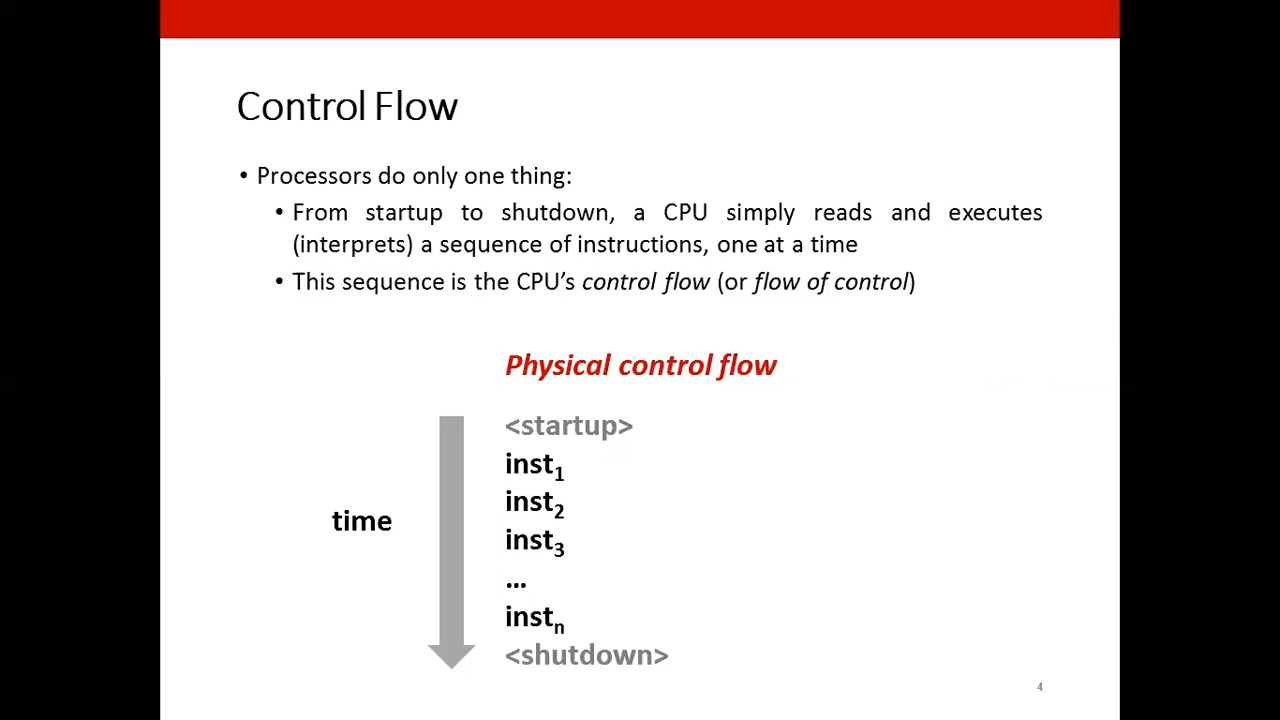 Control Flow
• Processors do only one thing:
• From startup to shutdown, a CPU simply reads and executes
(interprets) a sequence of instructions, one at a time
• This sequence is the CPU’s control flow (or flow of control)
Physical control flow
<startup>
inst1
inst2
time
inst3
...
instn
<shutdown>
4